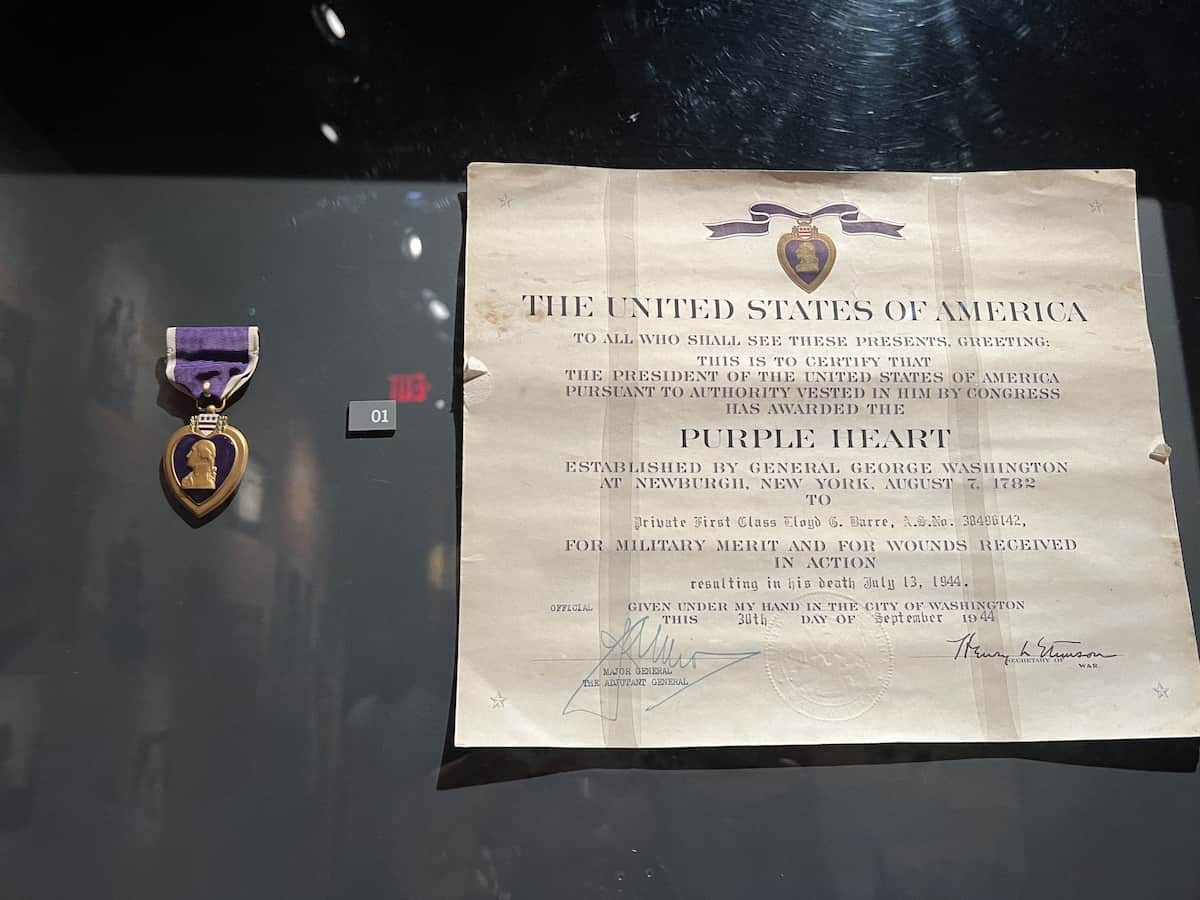 THE UNITED STATES OF AMERICA
TO ALL WHO SHALL SEE THESE PRESENTS, GREETING:
THIS IS TO CERTIFY THAT
THE PRESIDENT OF THE UNITED STATES OF AMERICA
PURSUANT TO AUTHORITY VESTED IN HIM BY CONGRESS
HAS AWARDED THE
PURPLE HEART
ESTABLISHED BY GENERAL GEORGE WASHINGTON
AT NEWBURGH, NEW YORK, AUGUST 7, 1782
TO
Private First Class Lloyd G. Barre, A.S.No. 38496142,
FOR MILITARY MERIT AND FOR WOUNDS RECEIVED
IN ACTION
resulting in his death July 13, 1944.
OFFICIAL GIVEN UNDER MY HAND IN THE CITY OF WASHINGTON
THIS 30th DAY OF September 1944
Henry L Stimson
SECRETARY OF WAR
MAJOR GENERAL
THE ADJUTANT GENERAL
01